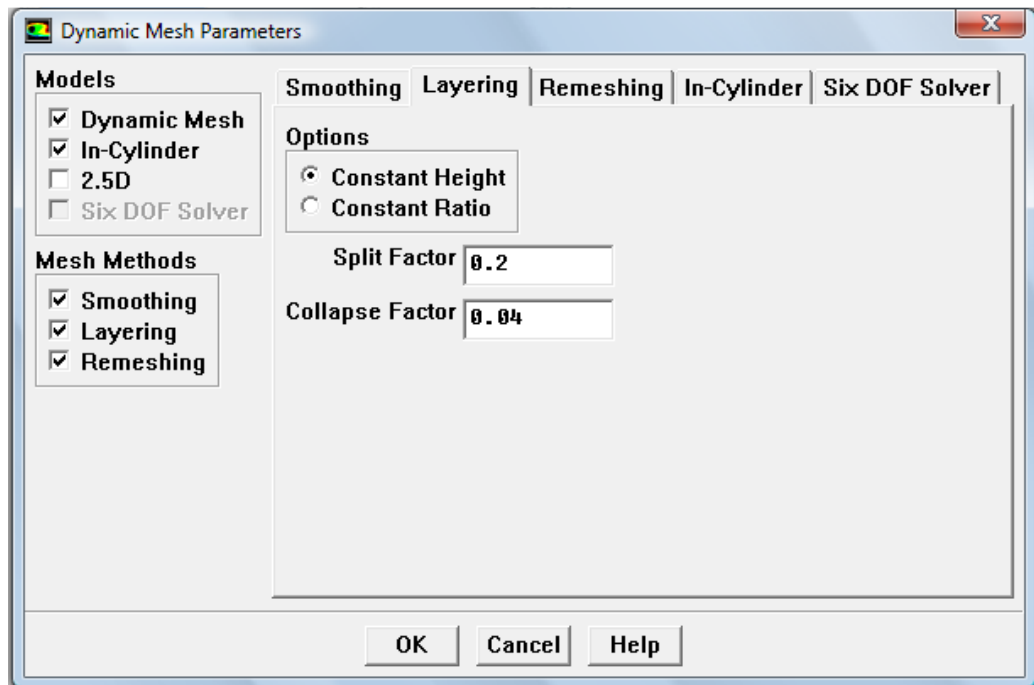 Dynamic Mesh Parameters
Models
Dynamic Mesh
In-Cylinder
2.5D
Six DOF Solver
Mesh Methods
Smoothing
Layering
Remeshing
Smoothing Layering Remeshing In-Cylinder Six DOF Solver
Options
Constant Height
Constant Ratio
Split Factor 0.2
Collapse Factor 0.04
OK Cancel Help